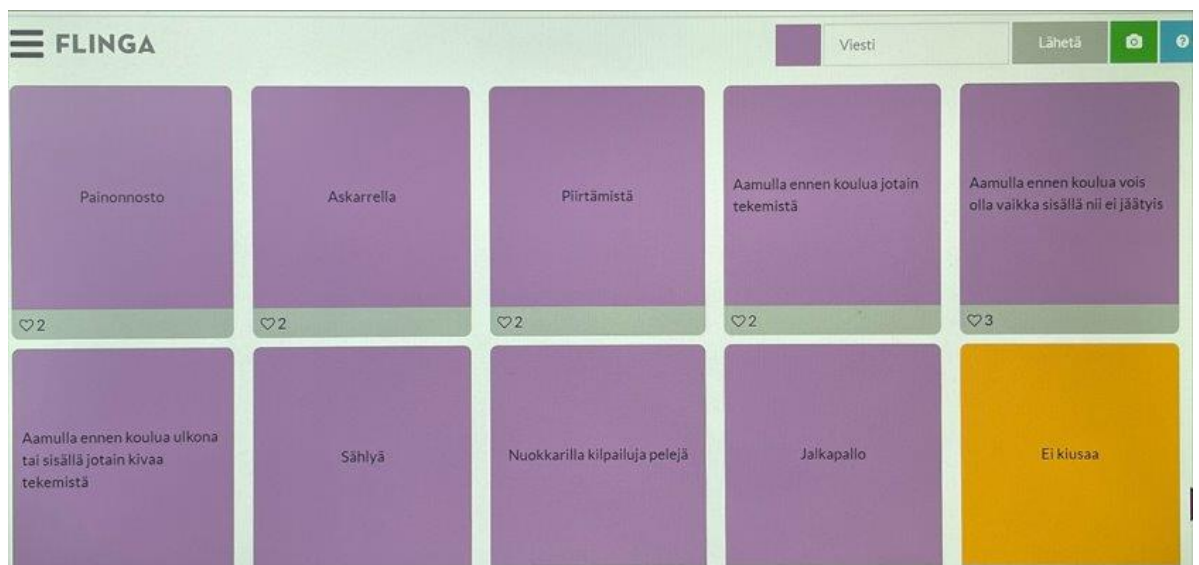 FLINGA
Viesti
Lähetä
?
Painonnosto
Askarrella
Piirtämistä
Aamulla ennen koulua jotain
tekemistä
Aamulla ennen koulua vois
olla vaikka sisällä nii ei jäätyis
2
2
2
2
3
Aamulla ennen koulua ulkona
tai sisällä jotain kivaa
tekemistä
Sählyä
Nuokkarilla kilpailuja pelejä
Jalkapallo
Ei kiusaa